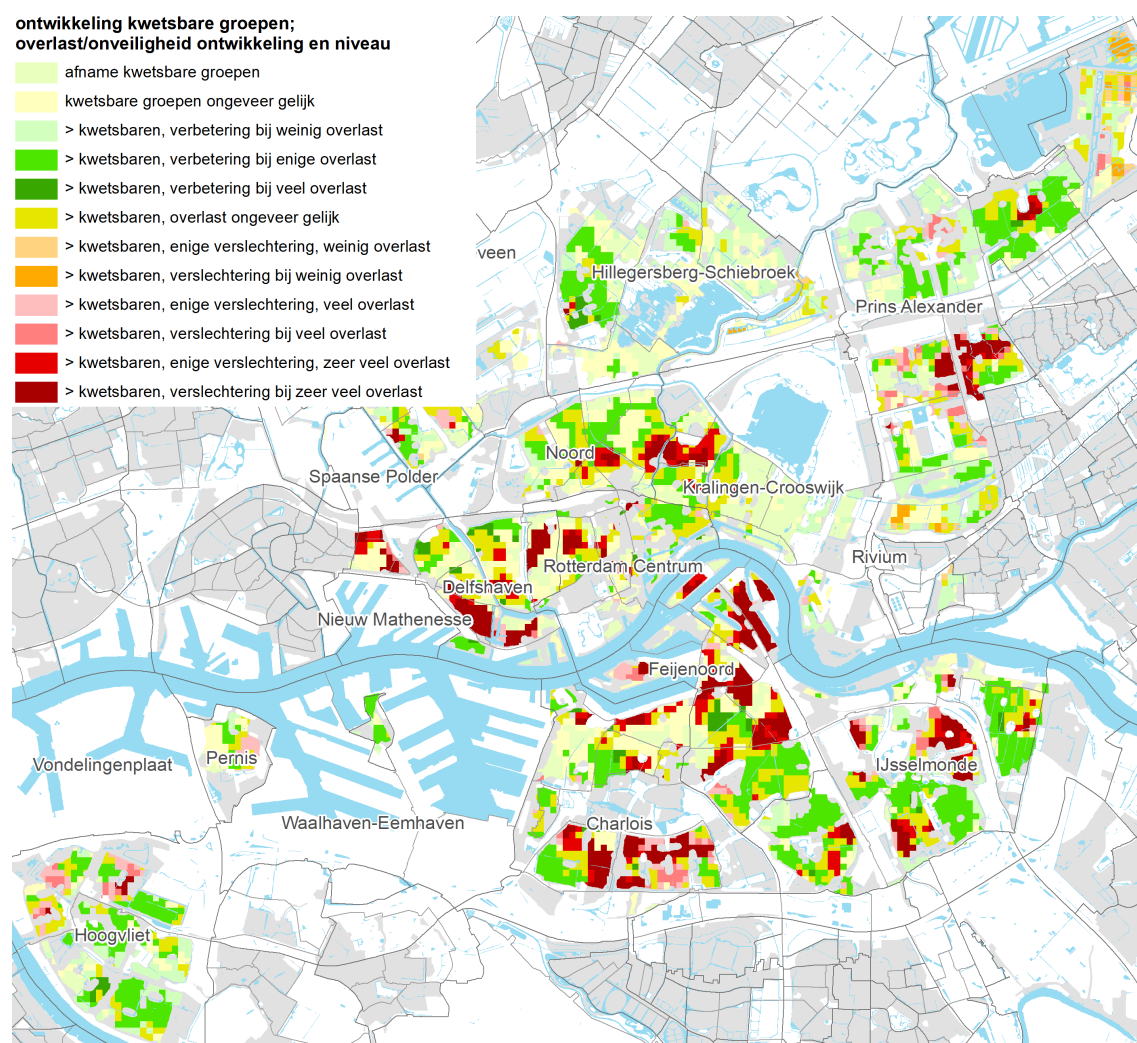 ontwikkeling kwetsbare groepen;
overlast/onveiligheid ontwikkeling en niveau
afname kwetsbare groepen
kwetsbare groepen ongeveer gelijk
> kwetsbaren, verbetering bij weinig overlast
> kwetsbaren, verbetering bij enige overlast
> kwetsbaren, verbetering bij veel overlast
> kwetsbaren, overlast ongeveer gelijk
> kwetsbaren, enige verslechtering, weinig overlast
> kwetsbaren, verslechtering bij weinig overlast
> kwetsbaren, enige verslechtering, veel overlast
> kwetsbaren, verslechtering bij veel overlast
> kwetsbaren, enige verslechtering, zeer veel overlast
> kwetsbaren, verslechtering bij zeer veel overlast
veen
Hillegersberg-Schiebroek
Prins Alexander
Noord
Spaanse Polder
Kralingen-Crooswijk
Rivium
Rotterdam Centrum
Delfshaven
Nieuw Mathenesse
Feijenoord
Pernis
Vondelingenplaat
IJsselmonde
Waalhaven-Eemhaven
Charlois
Hoogvliet